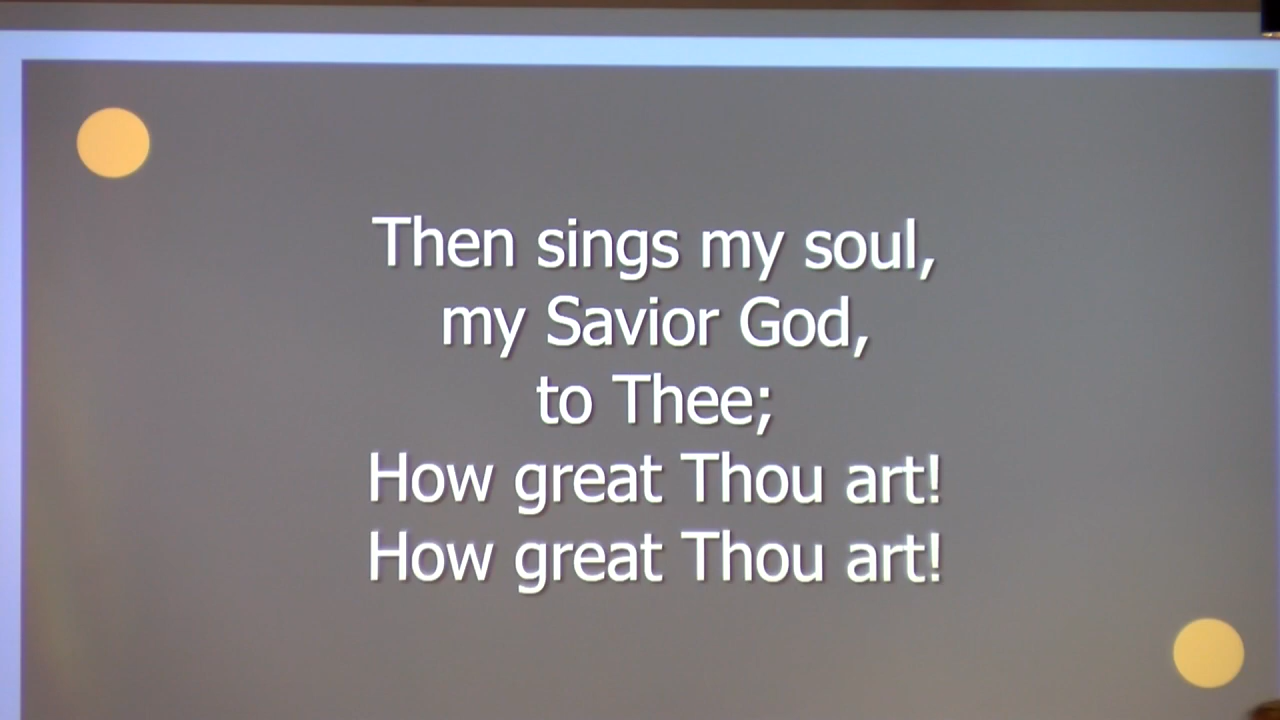 Then sings my soul,
my Savior God,
to Thee;
How great Thou art!
How great Thou art!